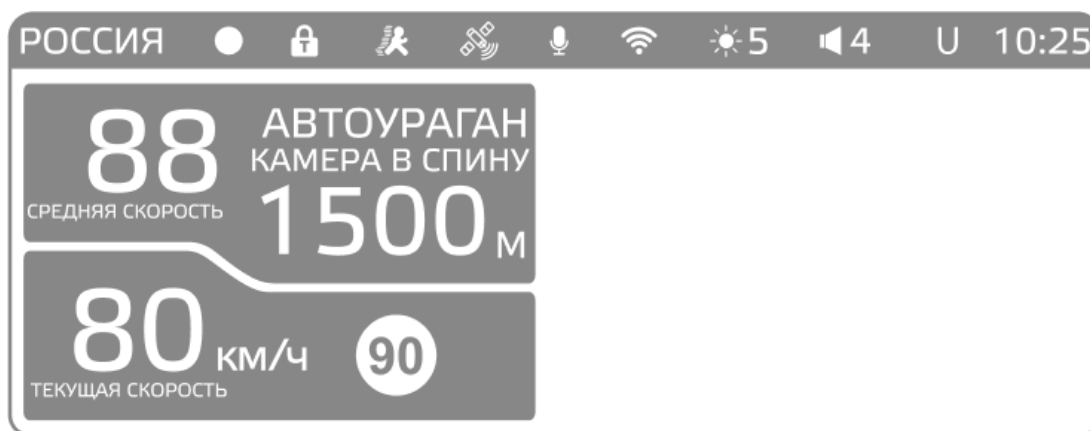 РОССИЯ T 5 4 U 10:25
88 АВТОУРАГАН
КАМЕРА В СПИНУ
СРЕДНЯЯ СКОРОСТЬ 1500 М
80 КМ/Ч 90
ТЕКУЩАЯ СКОРОСТЬ